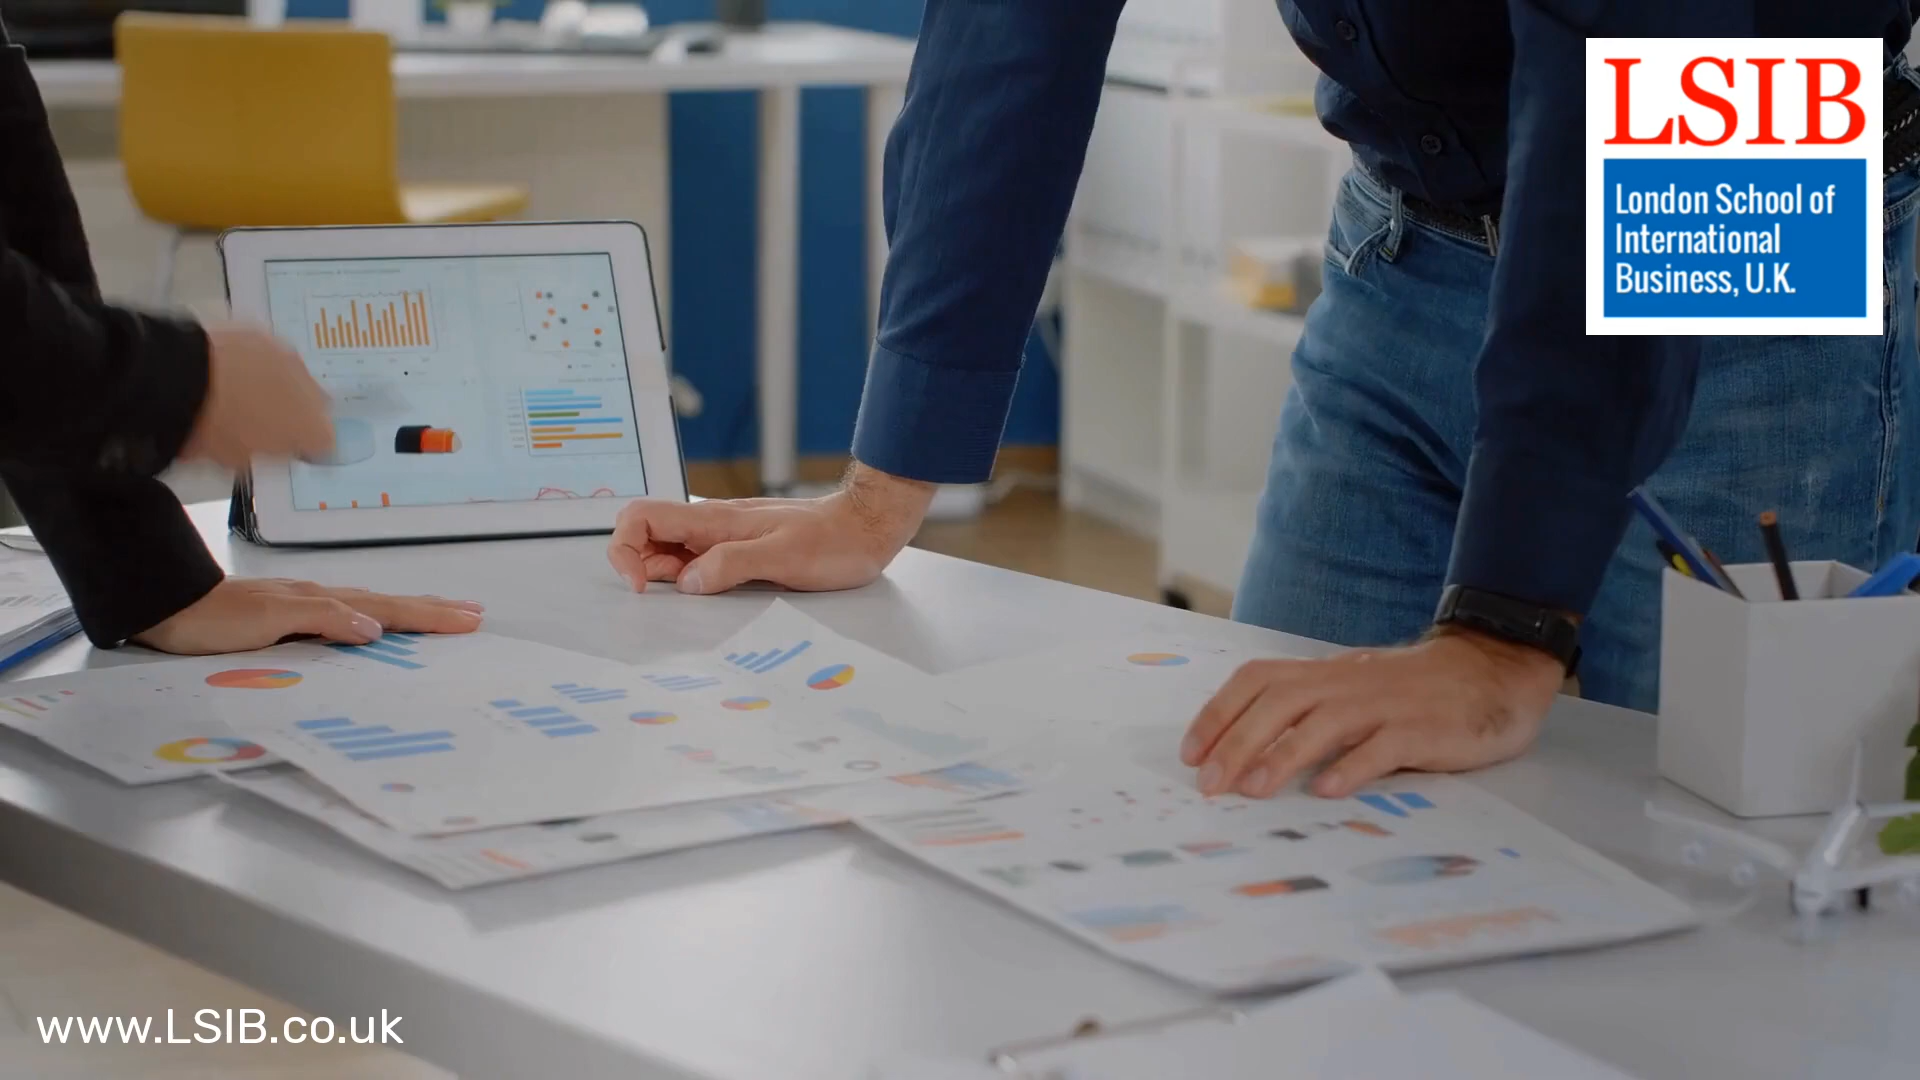 LSIB
London School of
International
Business, U.K.
www.LSIB.co.uk